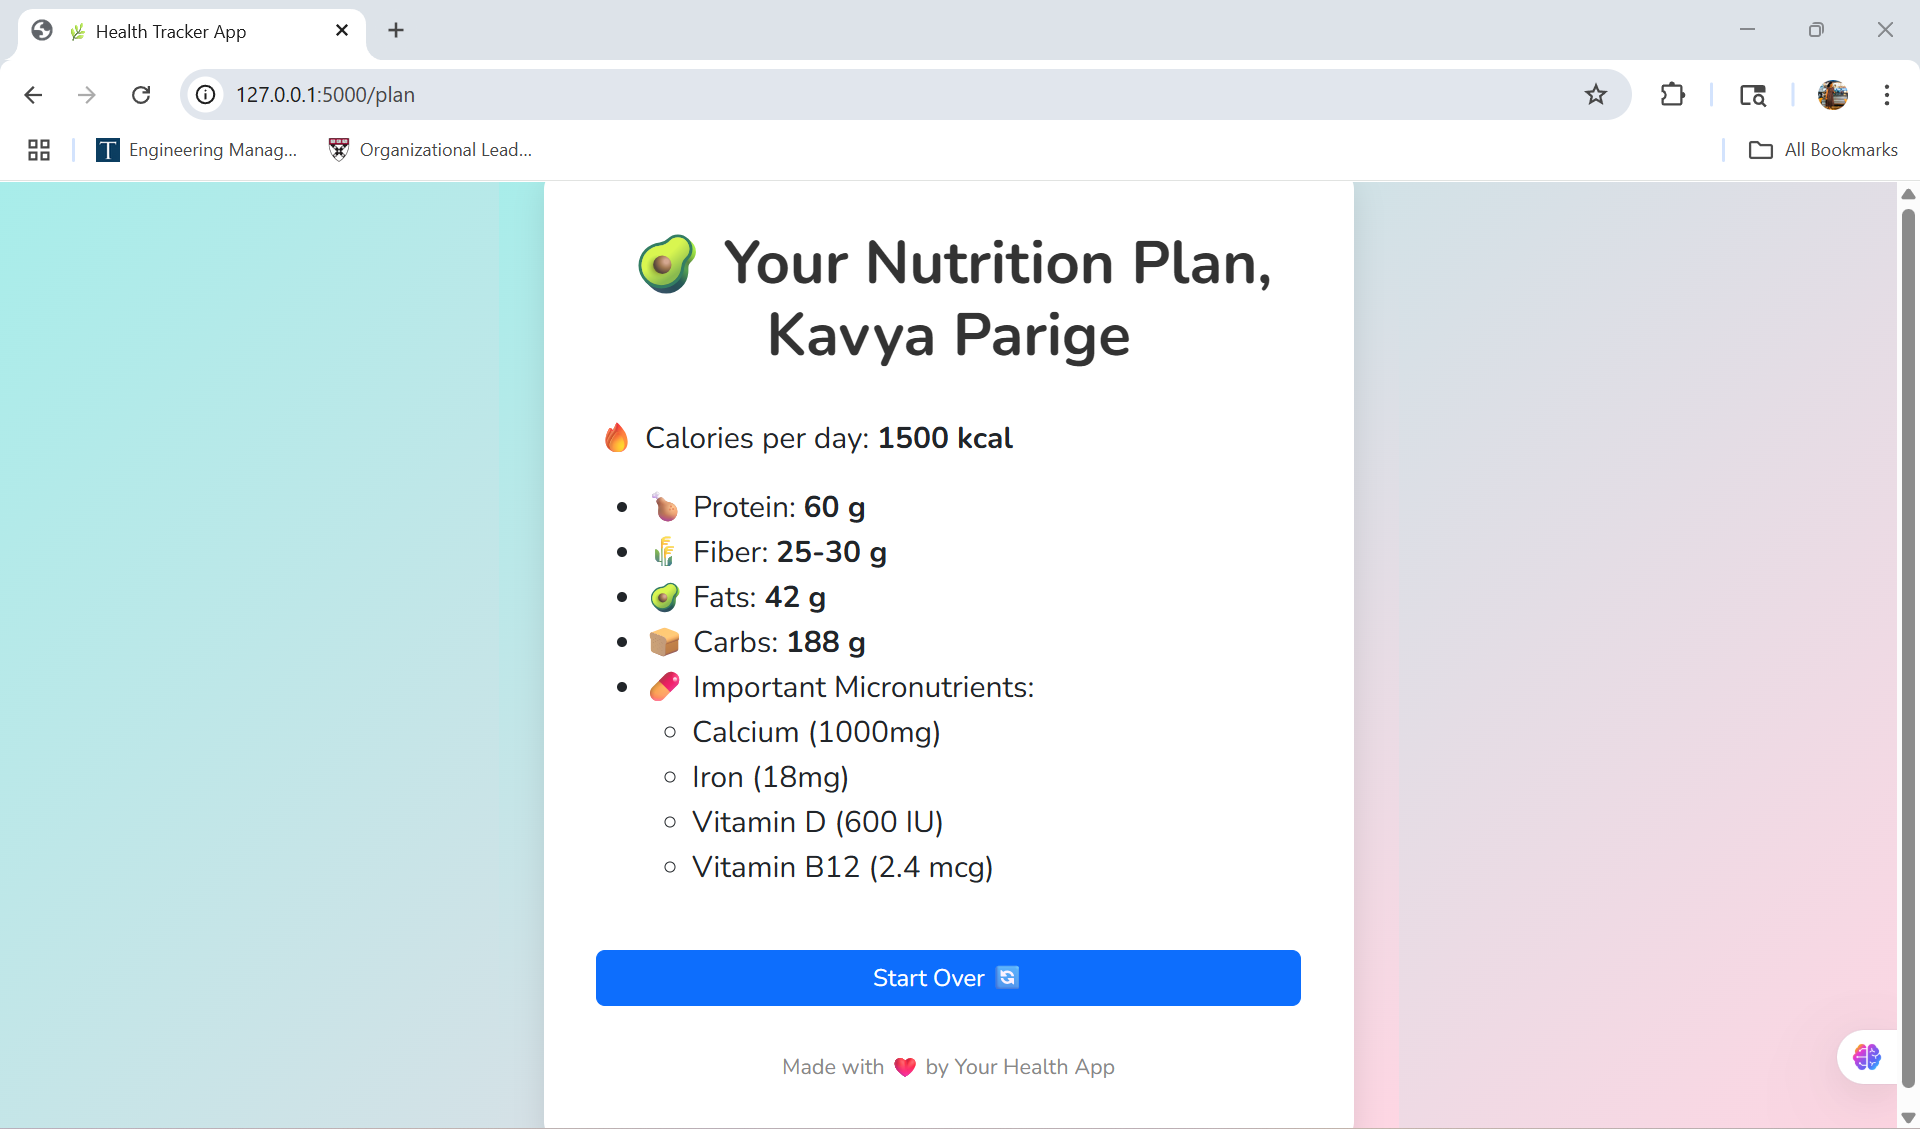 🌿 Health Tracker App
127.0.0.1:5000/plan
Engineering Manag...
Organizational Lead...
All Bookmarks
🥑 Your Nutrition Plan,
Kavya Parige
🔥 Calories per day: 1500 kcal
🍗 Protein: 60 g
🌾 Fiber: 25-30 g
🥑 Fats: 42 g
🍞 Carbs: 188 g
💊 Important Micronutrients:
Calcium (1000mg)
Iron (18mg)
Vitamin D (600 IU)
Vitamin B12 (2.4 mcg)
Start Over 🔄
Made with ❤️ by Your Health App